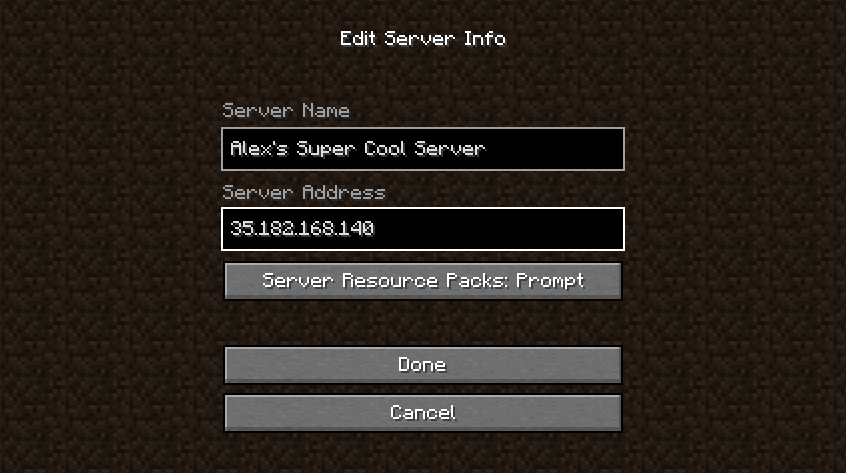 Edit Server Info
Server Name
Alex's Super Cool Server
Server Address
35.182.168.140
Server Resource Packs: Prompt
Done
Cancel